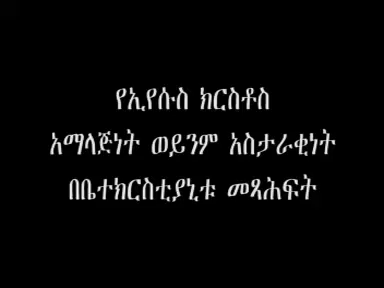 የኢየሱስ ክርስቶስ
አማላጅነት ወይንም አስታራቂነት
በቤተክርስቲያኒቱ መጻሕፍት